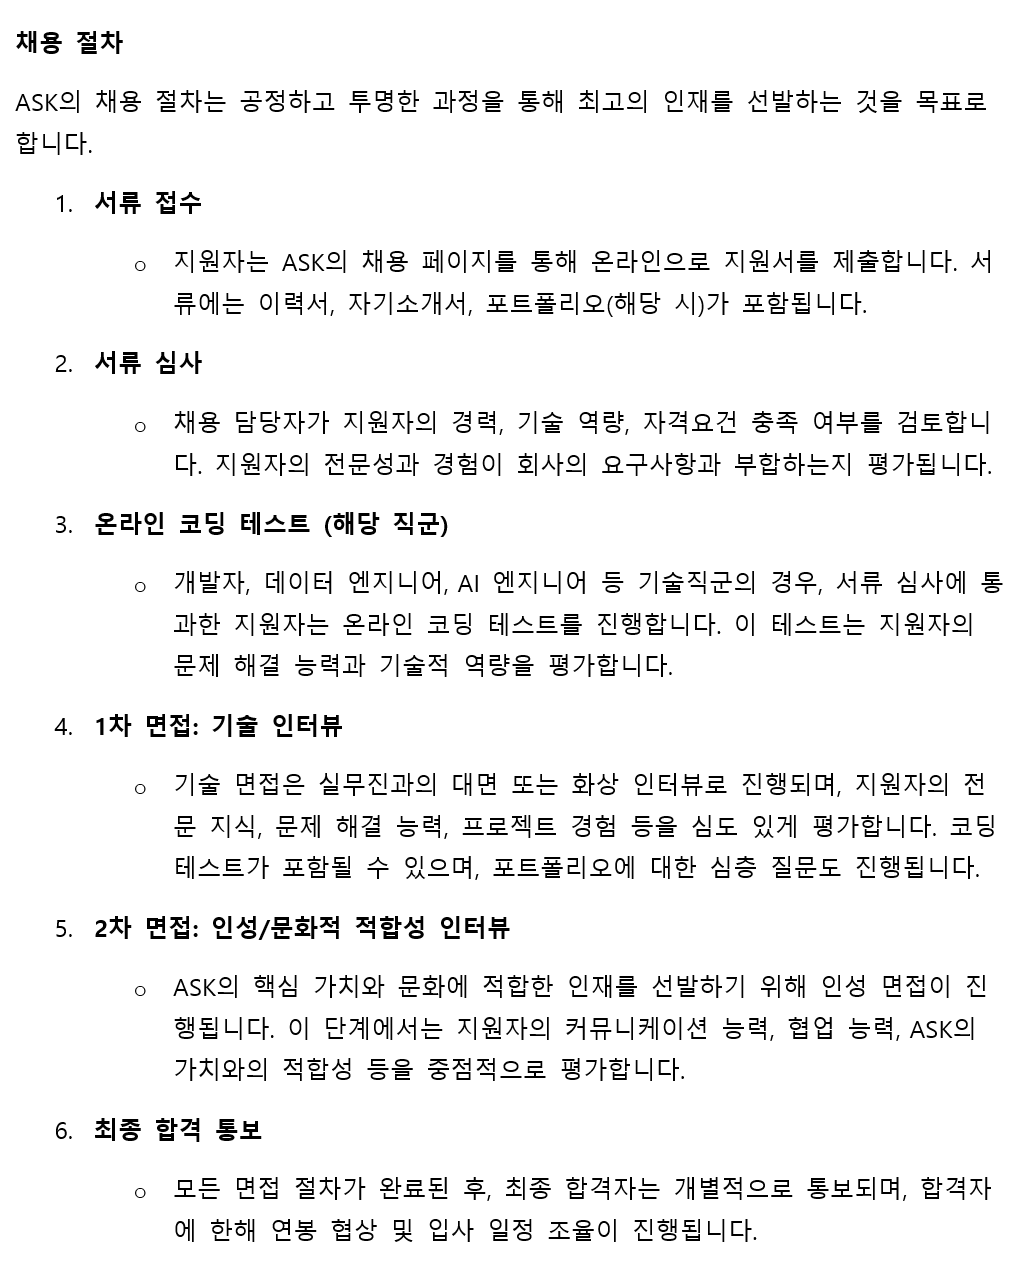 채용 절차
ASK의 채용 절차는 공정하고 투명한 과정을 통해 최고의 인재를 선발하는 것을 목표로
합니다.
1. 서류 접수
o 지원자는 ASK의 채용 페이지를 통해 온라인으로 지원서를 제출합니다. 서
류에는 이력서, 자기소개서, 포트폴리오(해당 시)가 포함됩니다.
2. 서류 심사
o 채용 담당자가 지원자의 경력, 기술 역량, 자격요건 충족 여부를 검토합니
다. 지원자의 전문성과 경험이 회사의 요구사항과 부합하는지 평가됩니다.
3. 온라인 코딩 테스트 (해당 직군)
o 개발자, 데이터 엔지니어, AI 엔지니어 등 기술직군의 경우, 서류 심사에 통
과한 지원자는 온라인 코딩 테스트를 진행합니다. 이 테스트는 지원자의
문제 해결 능력과 기술적 역량을 평가합니다.
4. 1차 면접: 기술 인터뷰
o 기술 면접은 실무진과의 대면 또는 화상 인터뷰로 진행되며, 지원자의 전
문 지식, 문제 해결 능력, 프로젝트 경험 등을 심도 있게 평가합니다. 코딩
테스트가 포함될 수 있으며, 포트폴리오에 대한 심층 질문도 진행됩니다.
5. 2차 면접: 인성/문화적 적합성 인터뷰
o ASK의 핵심 가치와 문화에 적합한 인재를 선발하기 위해 인성 면접이 진
행됩니다. 이 단계에서는 지원자의 커뮤니케이션 능력, 협업 능력, ASK의
가치와의 적합성 등을 중점적으로 평가합니다.
6. 최종 합격 통보
o 모든 면접 절차가 완료된 후, 최종 합격자는 개별적으로 통보되며, 합격자
에 한해 연봉 협상 및 입사 일정 조율이 진행됩니다.